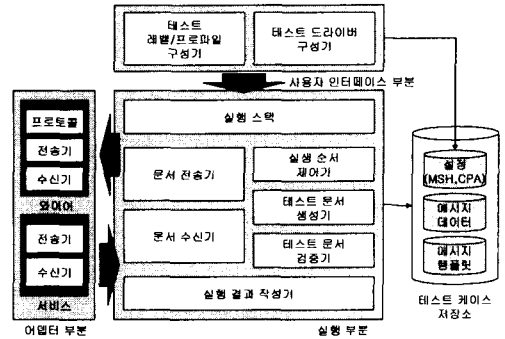 테스트
레벨/프로파일
구성기
테스트 드라이버
구성기
사용자 인터페이스 부분
프로토콜
전송기
수신기
와이어
전송기
수신기
서비스
어댑터 부분
실행 스택
문서 전송기
실생 순서
제어가
테스트 문서
생성기
문서 수신기
테스트 문서
검증기
실행 결과 작성기
실행 부분
설정
(MSH,CPA)
메시지
데이터
메시지
템플릿
테스트 케이스
저장소